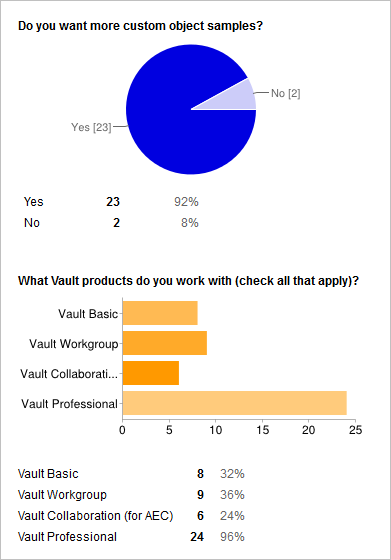 Do you want more custom object samples?
No [2]
Yes [23]
Yes 23 92%
No 2 8%
What Vault products do you work with (check all that apply)?
Vault Basic
Vault Workgroup
Vault Collaborati...
Vault Professional
0 5 10 15 20 25
Vault Basic 8 32%
Vault Workgroup 9 36%
Vault Collaboration (for AEC) 6 24%
Vault Professional 24 96%